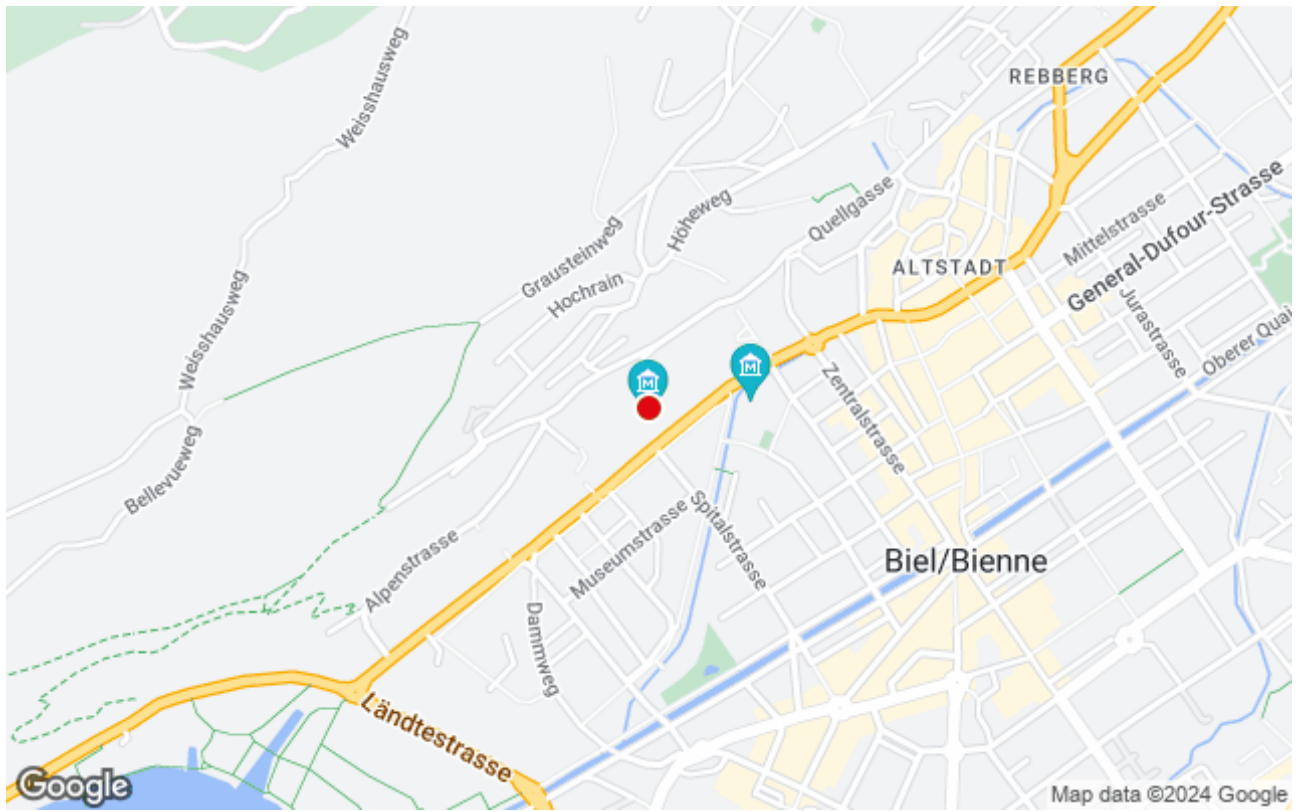 REBBERG
Weisshausweg
Mittelstrasse
General-Dufour-Strasse
Quellgasse
Höheweg
Grausteinweg
ALTSTADT
Hochrain
Jurastrasse
Oberer Quai
Weisshausweg
M
M
Zentralstrasse
Bellevueweg
Spitalstrasse
Museumstrasse
Biel/Bienne
Alpenstrasse
Dammweg
Ländtestrasse
Google
Map data ©2024 Google